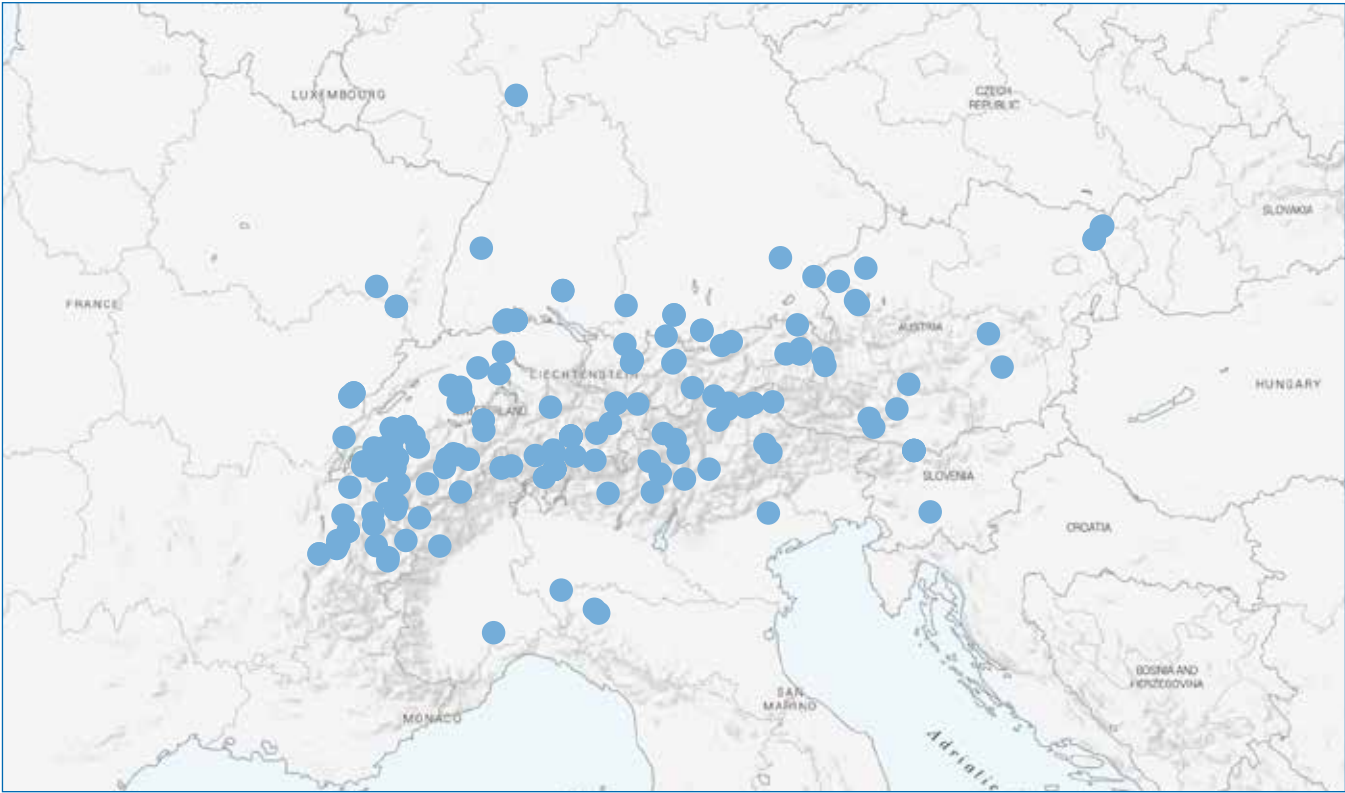 LUXEMBOURG
CZECH
REPUBLIC
SLOVAKIA
FRANCE
AUSTRIA
LIECHTENSTEIN
HUNGARY
SLOVENIA
CROATIA
BOSNIA AND
HERZEGOVINA
SAN
MARINO
MONACO
Adriatic